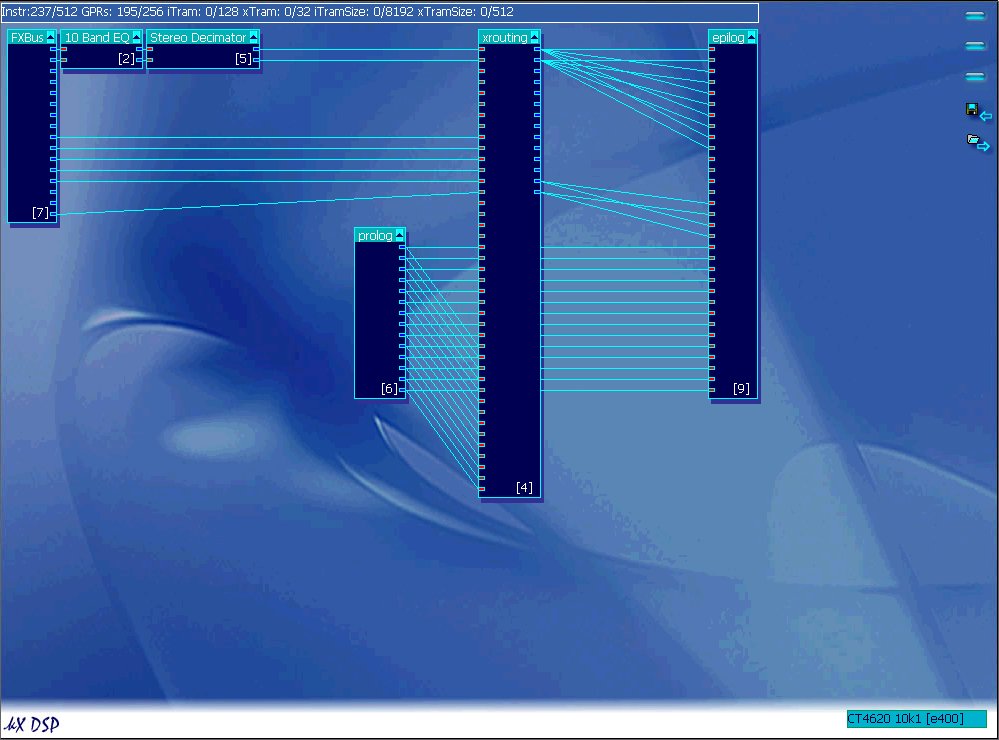 Instr:237/512 GPRs: 195/256 iTram: 0/128 xTram: 0/32 iTramSize: 0/8192 xTramSize: 0/512
FXBus
10 Band EQ
Stereo Decimator
xrouting
epilog
[2]
[5]
[7]
prolog
[6]
[9]
[4]
kX DSP
CT4620 10k1 [e400]